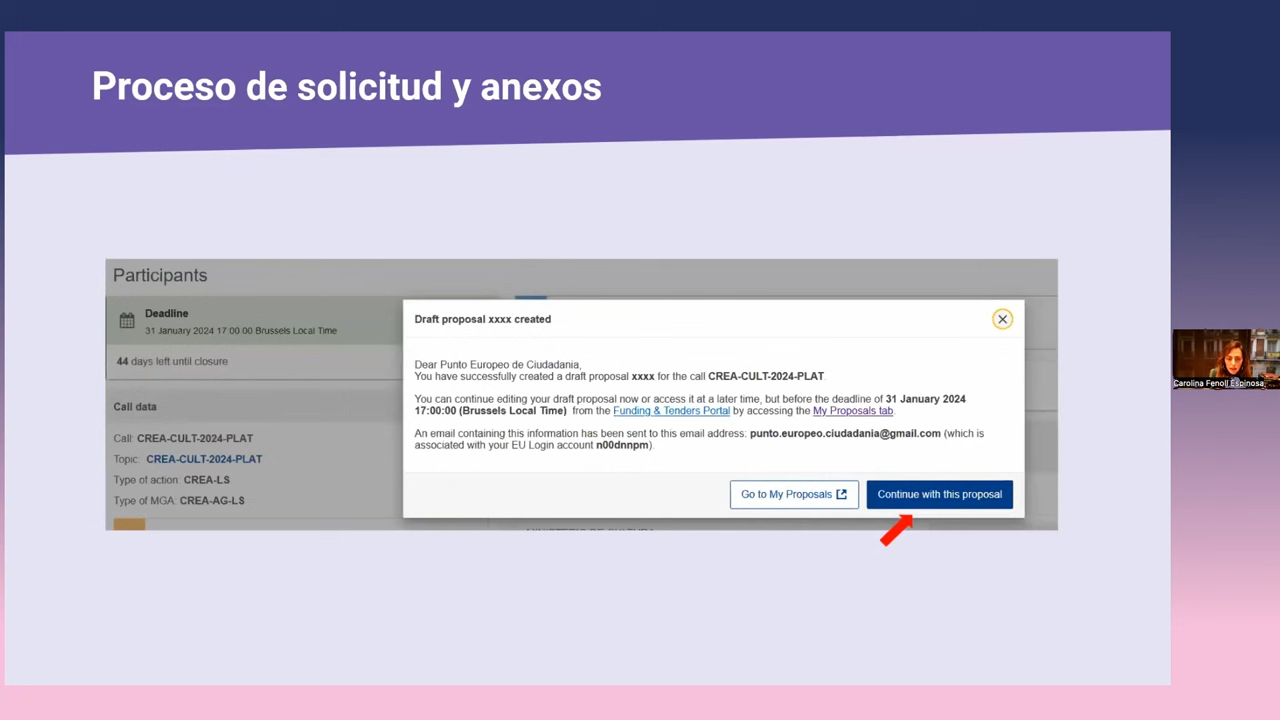 Proceso de solicitud y anexos
Participants
Deadline
31 January 2024 17 00 00 Brussels Local Time
44 days left until closure
Call data
Call: CREA-CULT-2024-PLAT
Topic: CREA-CULT-2024-PLAT
Type of action: CREA-LS
Type of MGA: CREA-AG-LS
Draft proposal xxxx created
Dear Punto Europeo de Ciudadania,
You have successfully created a draft proposal xxxx for the call CREA-CULT-2024-PLAT.
You can continue editing your draft proposal now or access it at a later time, but before the deadline of 31 January 2024
17:00:00 (Brussels Local Time) from the Funding & Tenders Portal by accessing the My Proposals tab.
An email containing this information has been sent to this email address: punto.europeo.ciudadania@gmail.com (which is
associated with your EU Login account n00dnnpm).
Go to My Proposals
Continue with this proposal
Carolina Fenoll Espinosa,